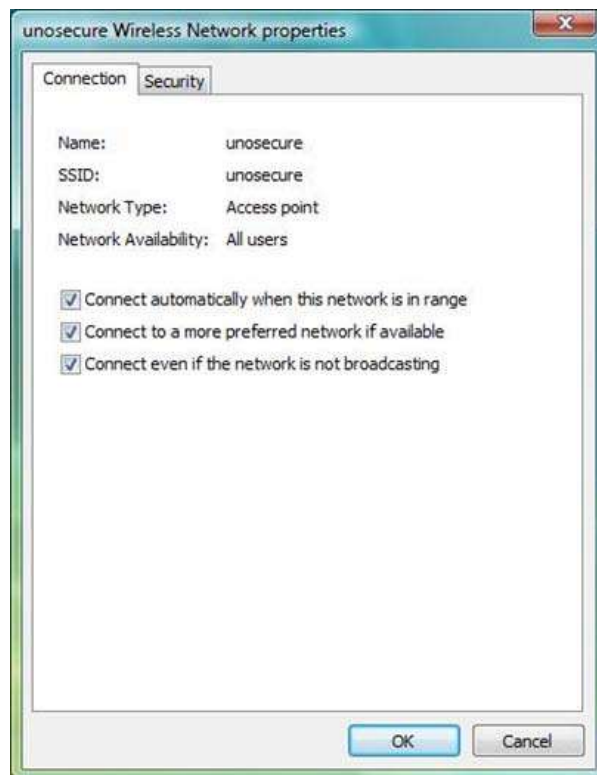 unosecure Wireless Network properties
Connection Security
Name: unosecure
SSID: unosecure
Network Type: Access point
Network Availability: All users
Connect automatically when this network is in range
Connect to a more preferred network if available
Connect even if the network is not broadcasting
OK Cancel